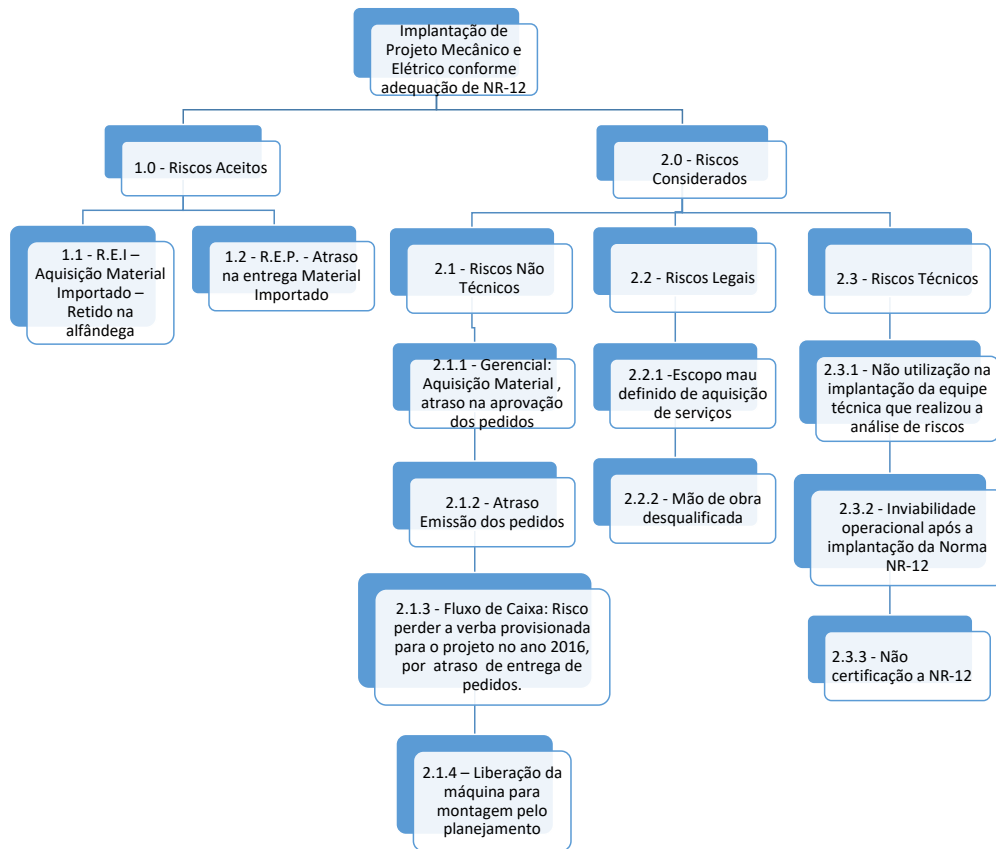 Implantação de
Projeto Mecânico e
Elétrico conforme
adequação de NR-12
1.0 - Riscos Aceitos
2.0 - Riscos
Considerados
1.1 - R.E.I –
Aquisição Material
Importado –
Retido na
alfândega
1.2 - R.E.P. - Atraso
na entrega Material
Importado
2.1 - Riscos Não
Técnicos
2.2 - Riscos Legais
2.3 - Riscos Técnicos
2.1.1 - Gerencial:
Aquisição Material ,
atraso na aprovação
dos pedidos
2.2.1 -Escopo mau
definido de aquisição
de serviços
2.3.1 - Não utilização na
implantação da equipe
técnica que realizou a
análise de riscos
2.1.2 - Atraso
Emissão dos pedidos
2.2.2 - Mão de obra
desqualificada
2.3.2 - Inviabilidade
operacional após a
implantação da Norma
NR-12
2.1.3 - Fluxo de Caixa: Risco
perder a verba provisionada
para o projeto no ano 2016,
por atraso de entrega de
pedidos.
2.3.3 - Não
certificação a NR-12
2.1.4 – Liberação da
máquina para
montagem pelo
planejamento